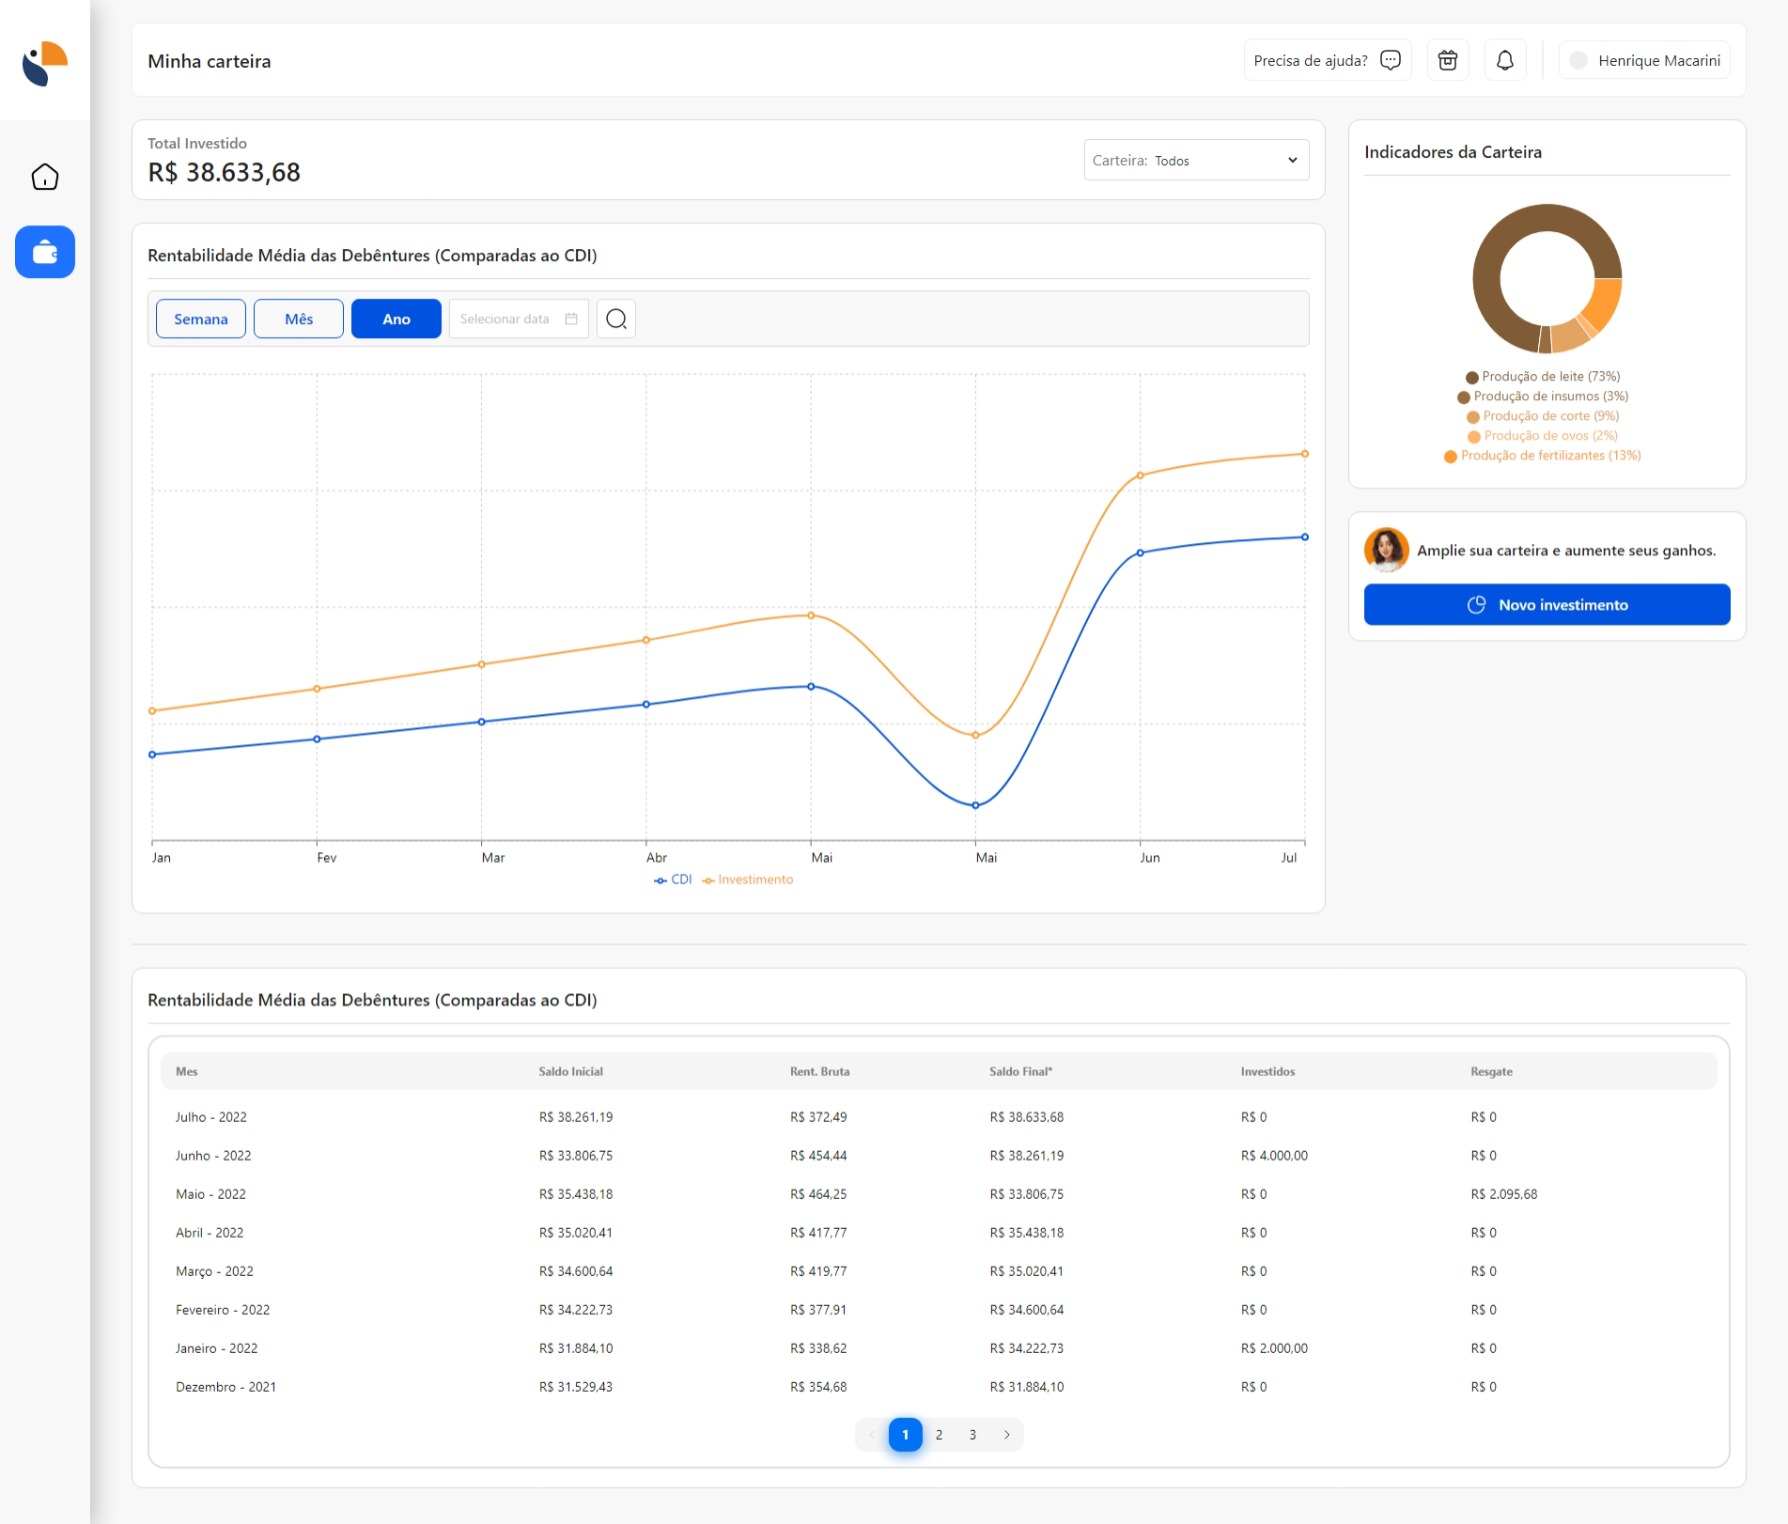 Minha carteira
Precisa de ajuda?
Henrique Macarini
Total Investido
R$ 38.633,68
Carteira: Todos
Indicadores da Carteira
Produção de leite (73%)
Produção de insumos (3%)
Produção de corte (9%)
Produção de ovos (2%)
Produção de fertilizantes (13%)
Amplie sua carteira e aumente seus ganhos.
Novo investimento
Rentabilidade Média das Debêntures (Comparadas ao CDI)
Semana Mês Ano Selecionar data
Jan Fev Mar Abr Mai Mai Jun Jul
CDI Investimento
Rentabilidade Média das Debêntures (Comparadas ao CDI)
Mes Saldo Inicial Rent. Bruta Saldo Final* Investidos Resgate
Julho - 2022 R$ 38.261,19 R$ 372,49 R$ 38.633,68 R$ 0 R$ 0
Junho - 2022 R$ 33.806,75 R$ 454,44 R$ 38.261,19 R$ 4.000,00 R$ 0
Maio - 2022 R$ 35.438,18 R$ 464,25 R$ 33.806,75 R$ 0 R$ 2.095,68
Abril - 2022 R$ 35.020,41 R$ 417,77 R$ 35.438,18 R$ 0 R$ 0
Março - 2022 R$ 34.600,64 R$ 419,77 R$ 35.020,41 R$ 0 R$ 0
Fevereiro - 2022 R$ 34.222,73 R$ 377,91 R$ 34.600,64 R$ 0 R$ 0
Janeiro - 2022 R$ 31.884,10 R$ 338,62 R$ 34.222,73 R$ 2.000,00 R$ 0
Dezembro - 2021 R$ 31.529,43 R$ 354,68 R$ 31.884,10 R$ 0 R$ 0
1 2 3